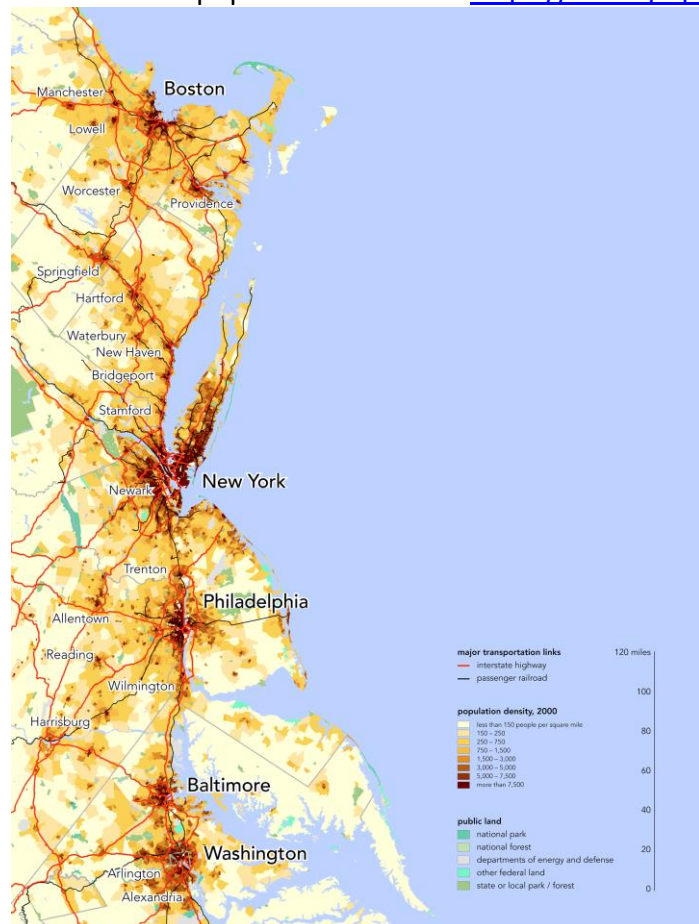 Boston
Manchester
Lowell
Worcester
Providence
Springfield
Hartford
Waterbury
New Haven
Bridgeport
Stamford
New York
Newark
Trenton
Philadelphia
Allentown
Reading
Wilmington
Harrisburg
Baltimore
Washington
Arlington
Alexandria
major transportation links
interstate highway
passenger railroad
population density, 2000
less than 150 people per square mile
150 – 250
250 – 750
750 – 1,500
1,500 – 3,000
3,000 – 5,000
5,000 – 7,500
more than 7,500
public land
national park
national forest
departments of energy and defense
other federal land
state or local park / forest
120 miles
100
80
60
40
20
0